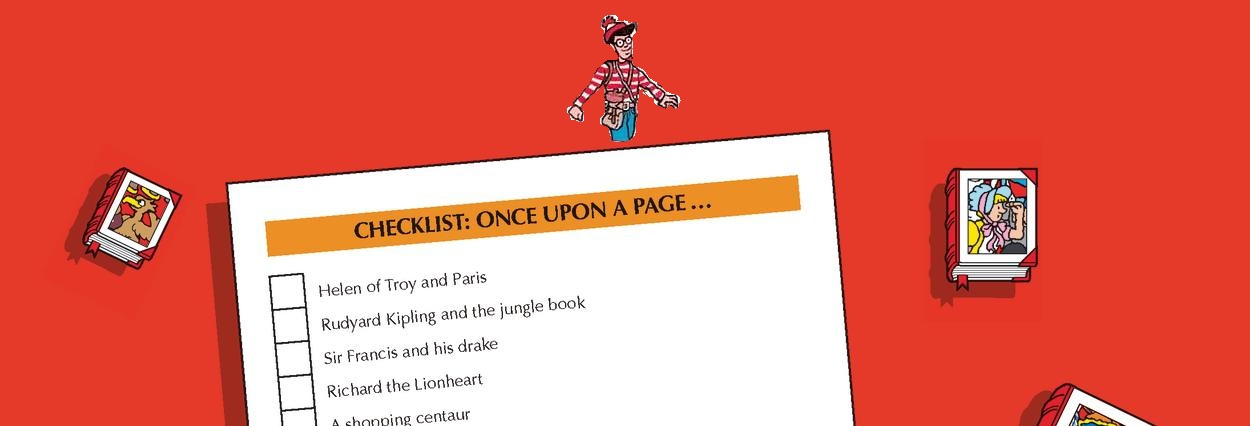 CHECKLIST: ONCE UPON A PAGE ...
Helen of Troy and Paris
Rudyard Kipling and the jungle book
Sir Francis and his drake
Richard the Lionheart
A shopping centaur